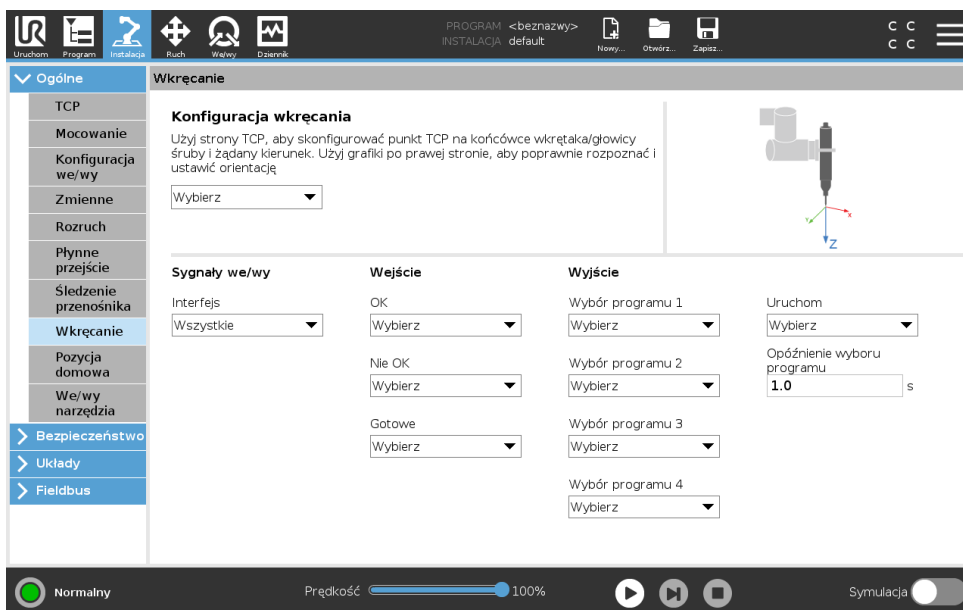 UR
PROGRAM <beznazwy>
INSTALACJA default
C C
C C
Uruchom Program Instalacja Ruch We/wy Dziennik Nowy... Otwórz... Zapisz...
Ogólne
TCP
Mocowanie
Konfiguracja
we/wy
Zmienne
Rozruch
Płynne
przejście
Śledzenie
przenośnika
Wkręcanie
Pozycja
domowa
We/wy
narzędzia
Bezpieczeństwo
Układy
Fieldbus
Wkręcanie
Konfiguracja wkręcania
Użyj strony TCP, aby skonfigurować punkt TCP na końcówce wkrętaka/głowicy
śruby i żądany kierunek. Użyj grafiki po prawej stronie, aby poprawnie rozpoznać i
ustawić orientację
Wybierz
Y X
Z
Sygnały we/wy
Interfejs
Wszystkie
Wejście
OK
Wybierz
Nie OK
Wybierz
Gotowe
Wybierz
Wyjście
Wybór programu 1
Wybierz
Wybór programu 2
Wybierz
Wybór programu 3
Wybierz
Wybór programu 4
Wybierz
Uruchom
Wybierz
Opóźnienie wyboru
programu
1.0 s
Normalny
Prędkość 100%
Symulacja